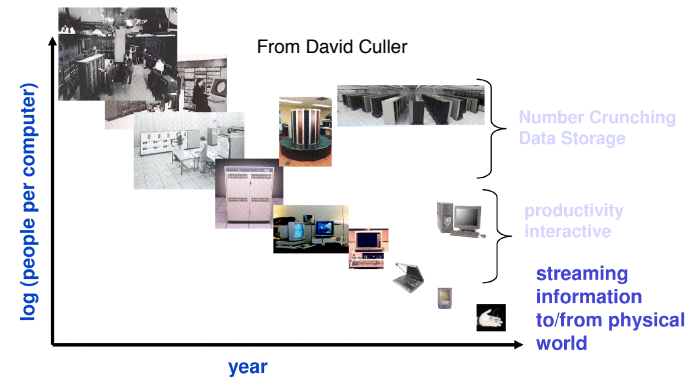 From David Culler
log (people per computer)
Number Crunching
Data Storage
productivity
interactive
streaming
information
to/from physical
world
year